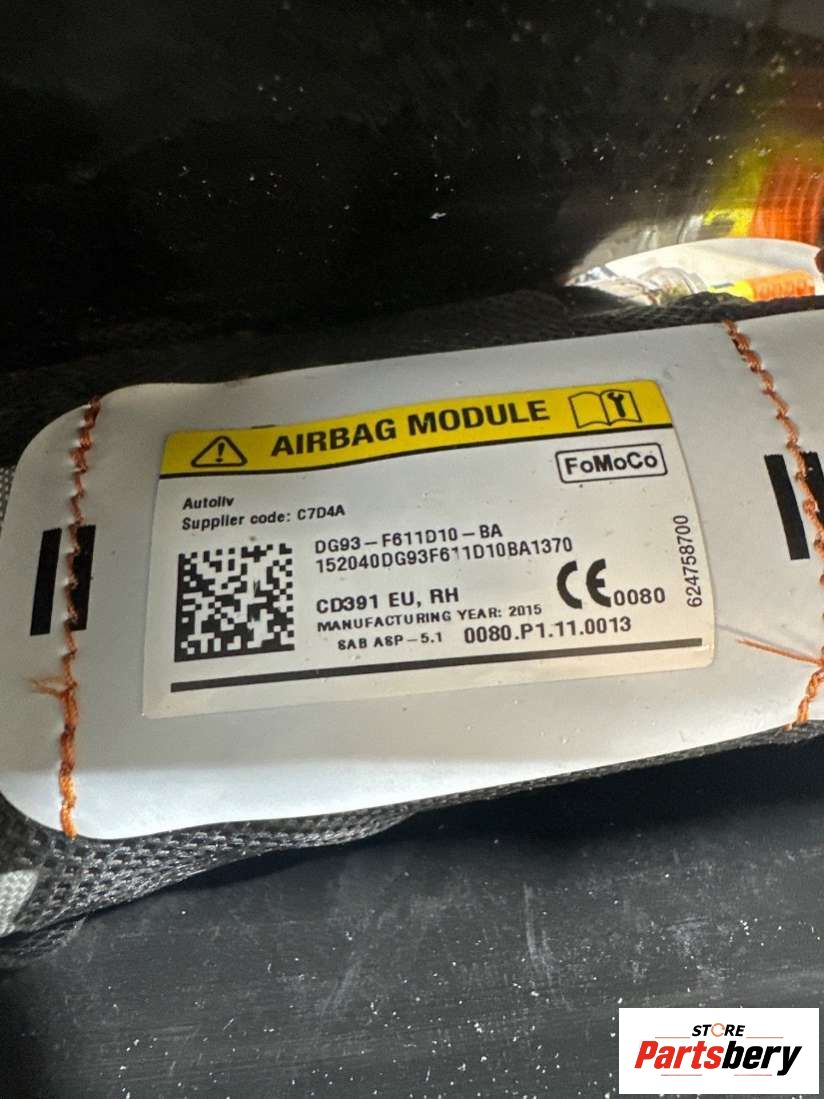 AIRBAG MODULE
FoMoCo
Autoliv
Supplier code: C7D4A
DG93-F611D10-BA
152040DG93F611D10BA1370
CD391 EU, RH
MANUFACTURING YEAR: 2015
CE0080
SAB ASP-5.1 0080.P1.11.0013
624758700
STORE
Partsbery